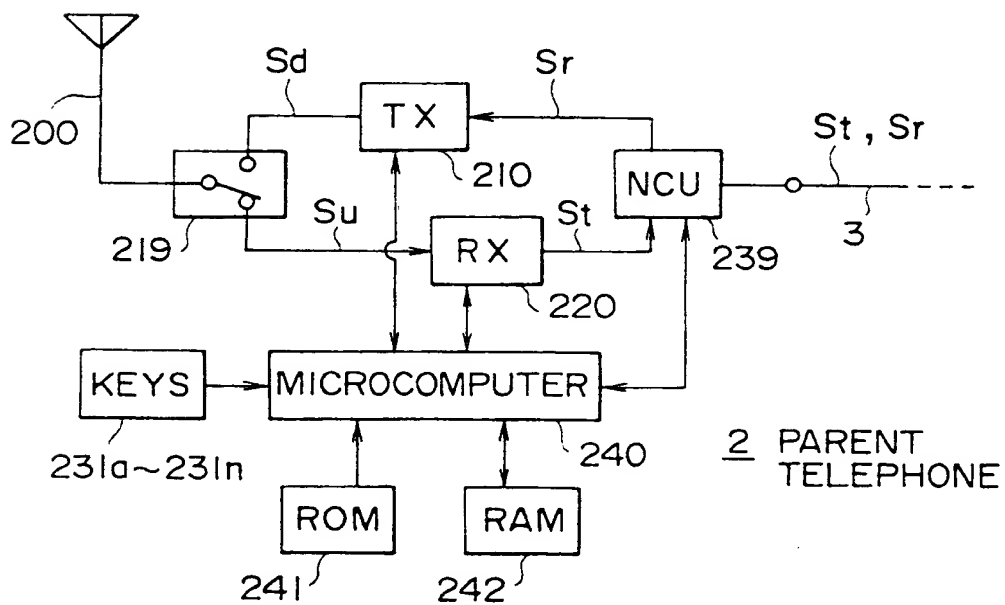 Sd
TX
Sr
200
210
NCU
St , Sr
219
Su
RX
St
239
3
220
KEYS
MICROCOMPUTER
231a~231n
240
2 PARENT
TELEPHONE
ROM
RAM
241
242